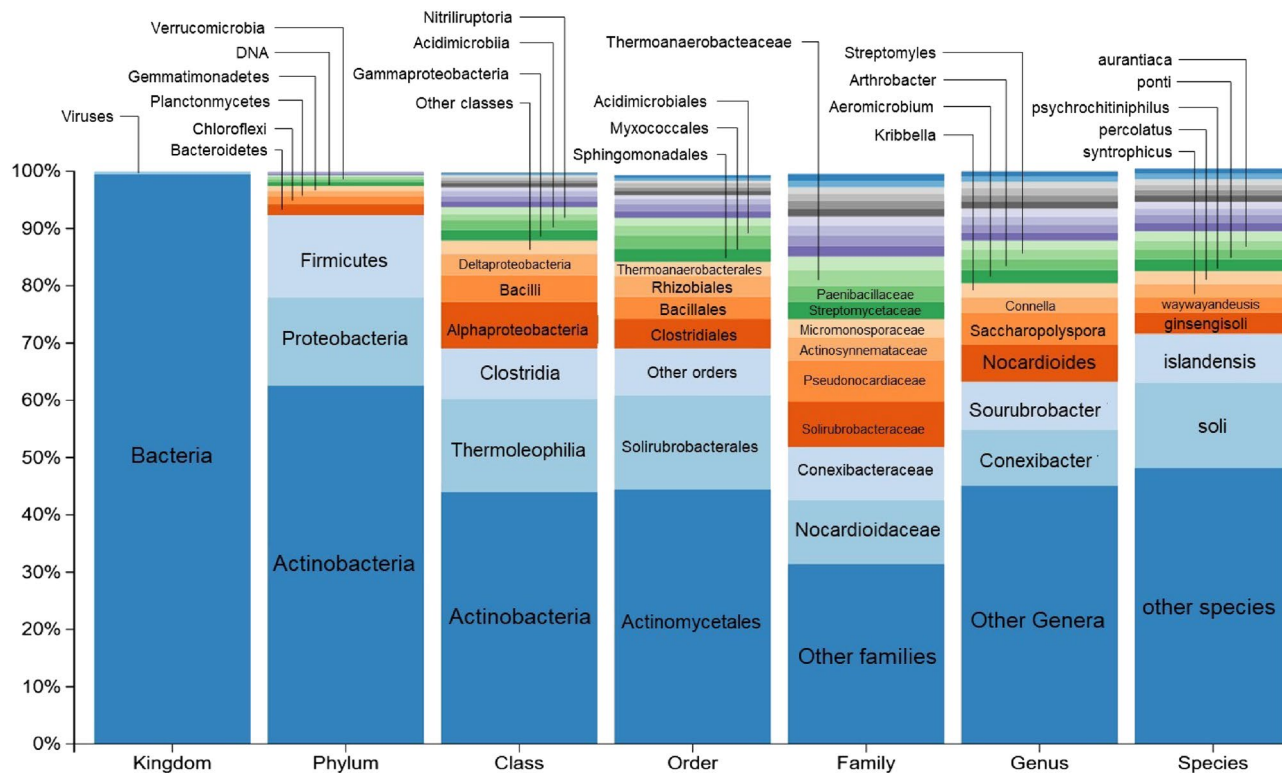 Nitriliruptoria
Verrucomicrobia
Acidimicrobiia
Thermoanaerobacteaceae
Streptomyles
aurantiaca
DNA
Gammaproteobacteria
Arthrobacter
ponti
Gemmatimonadetes
Other classes
Acidimicrobiales
Aeromicrobium
psychrochitiniphilus
Planctonmycetes
Myxococcales
Kribbella
percolatus
Viruses
Chloroflexi
Sphingomonadales
syntrophicus
Bacteroidetes
100%
90%
80%
70%
60%
50%
40%
30%
20%
10%
0%
Bacteria
Firmicutes
Proteobacteria
Actinobacteria
Deltaproteobacteria
Bacilli
Alphaproteobacteria
Clostridia
Thermoleophilia
Actinobacteria
Thermoanaerobacterales
Rhizobiales
Bacillales
Clostridiales
Other orders
Solirubrobacterales
Actinomycetales
Paenibacillaceae
Streptomycetaceae
Micromonosporaceae
Actinosynnemataceae
Pseudonocardiaceae
Solirubrobacteraceae
Conexibacteraceae
Nocardioidaceae
Other families
Connella
Saccharopolyspora
Nocardioides
Sourubrobacter
Conexibacter
Other Genera
waywayandeusis
ginsengisoli
islandensis
soli
other species
Kingdom
Phylum
Class
Order
Family
Genus
Species